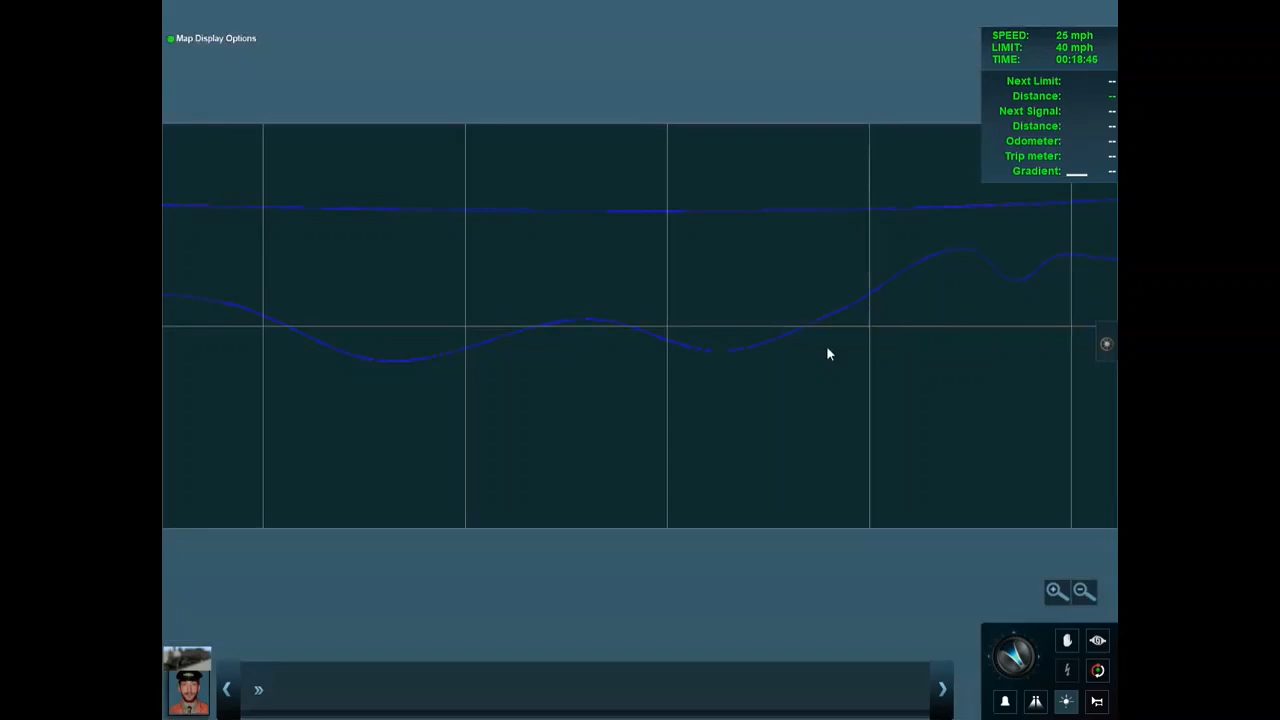 Map Display Options
SPEED: 25 mph
LIMIT: 40 mph
TIME: 00:18:46
Next Limit: --
Distance: --
Next Signal: --
Distance: --
Odometer: --
Trip meter: --
Gradient: --